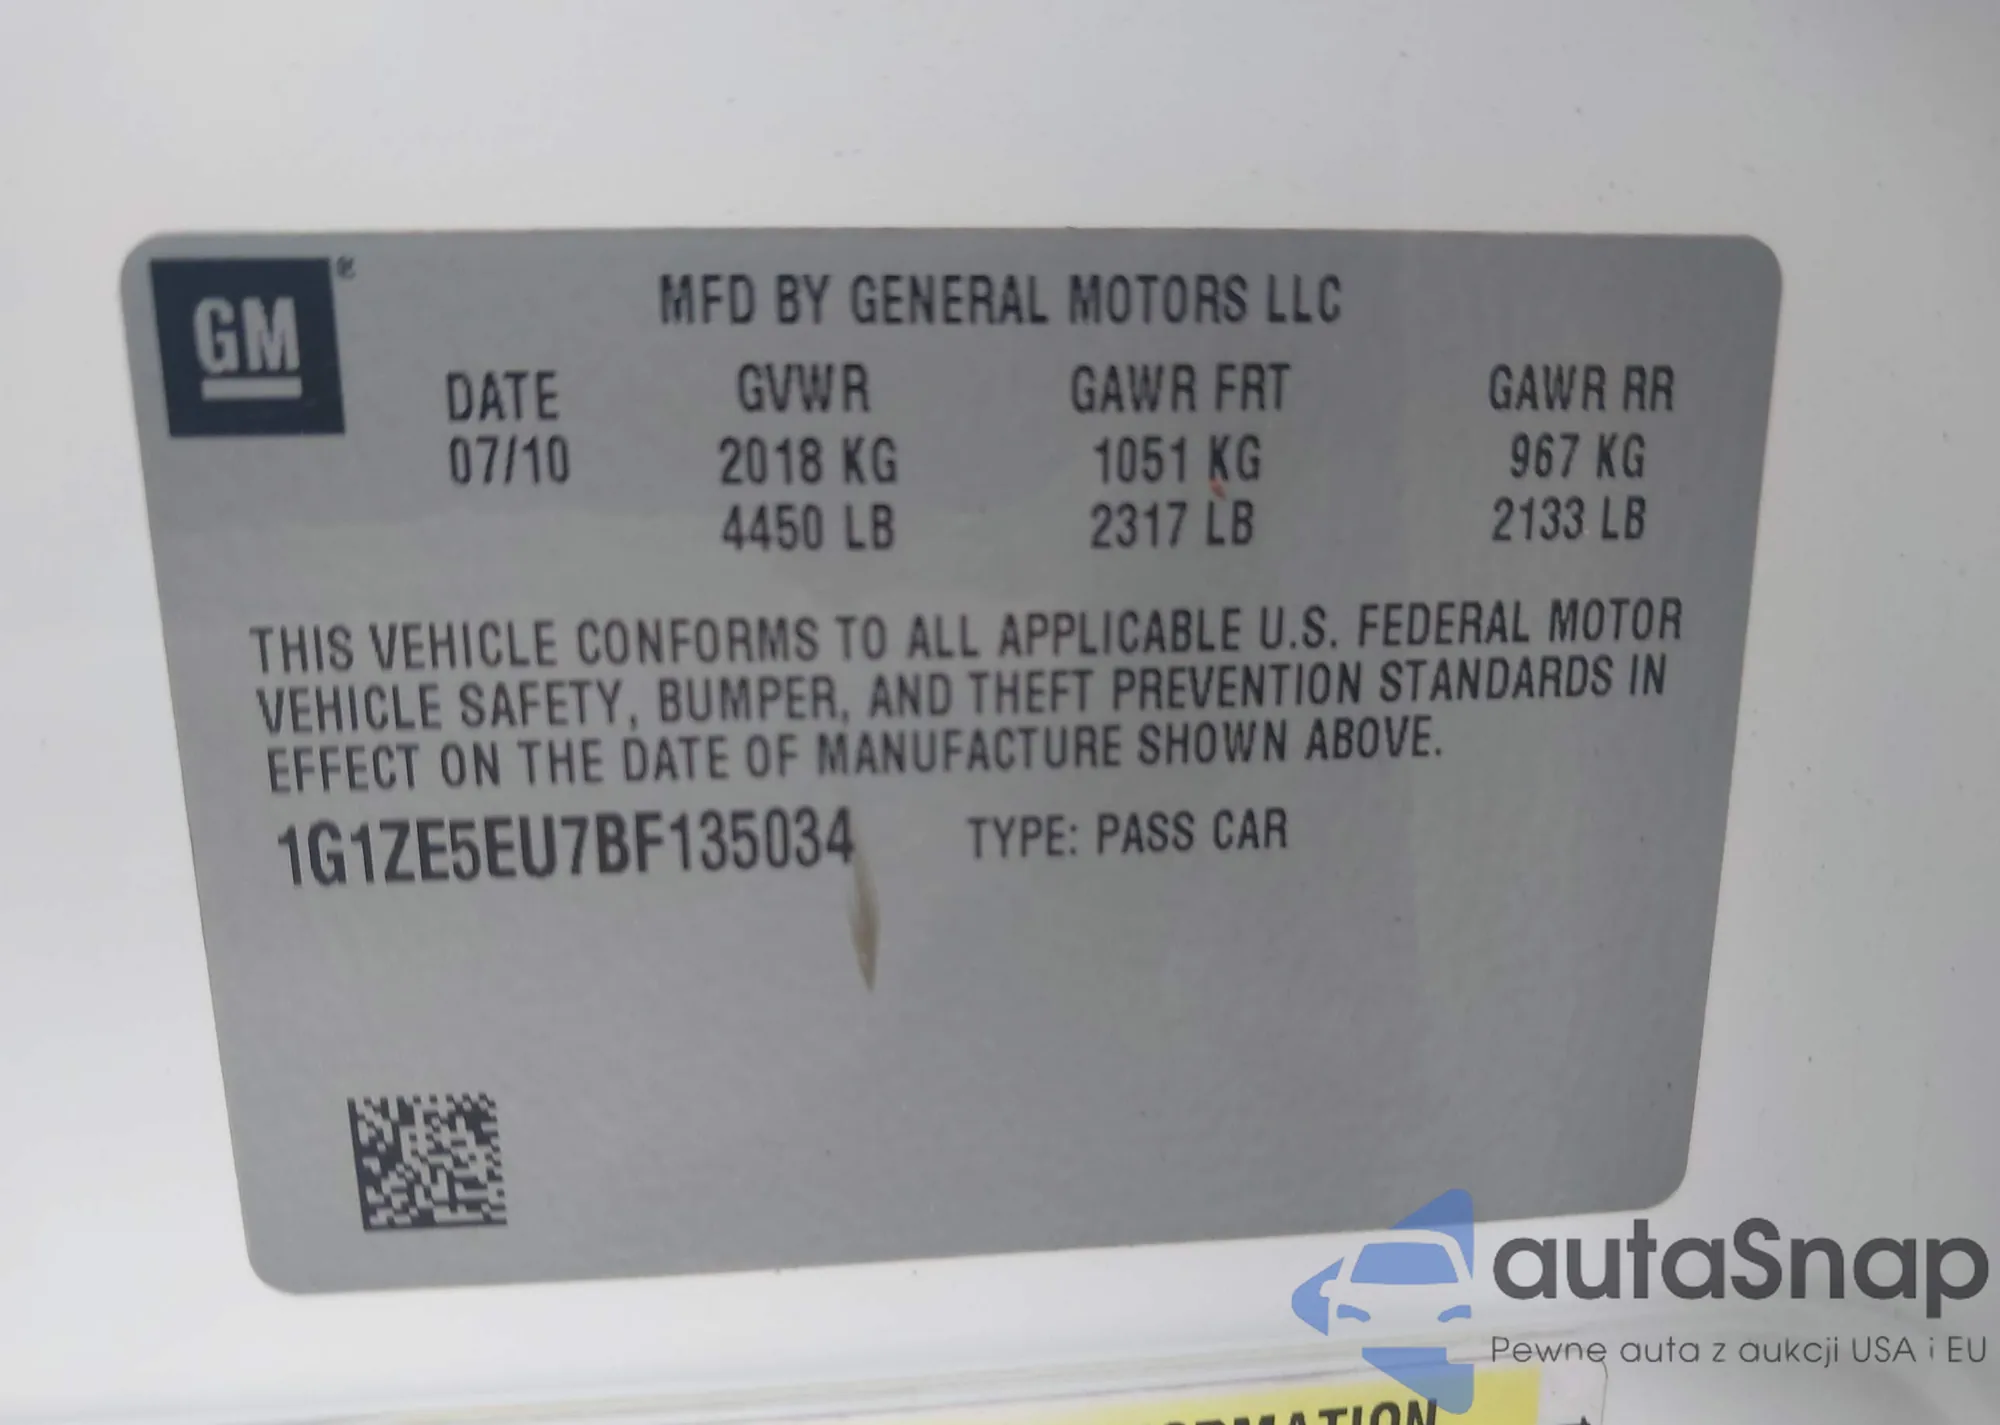 GM®
MFD BY GENERAL MOTORS LLC
DATE GVWR GAWR FRT GAWR RR
07/10 2018 KG 1051 KG 967 KG
4450 LB 2317 LB 2133 LB
THIS VEHICLE CONFORMS TO ALL APPLICABLE U.S. FEDERAL MOTOR
VEHICLE SAFETY, BUMPER, AND THEFT PREVENTION STANDARDS IN
EFFECT ON THE DATE OF MANUFACTURE SHOWN ABOVE.
1G1ZE5EU7BF135034 TYPE: PASS CAR
autaSnap
Pewne auta z aukcji USA i EU